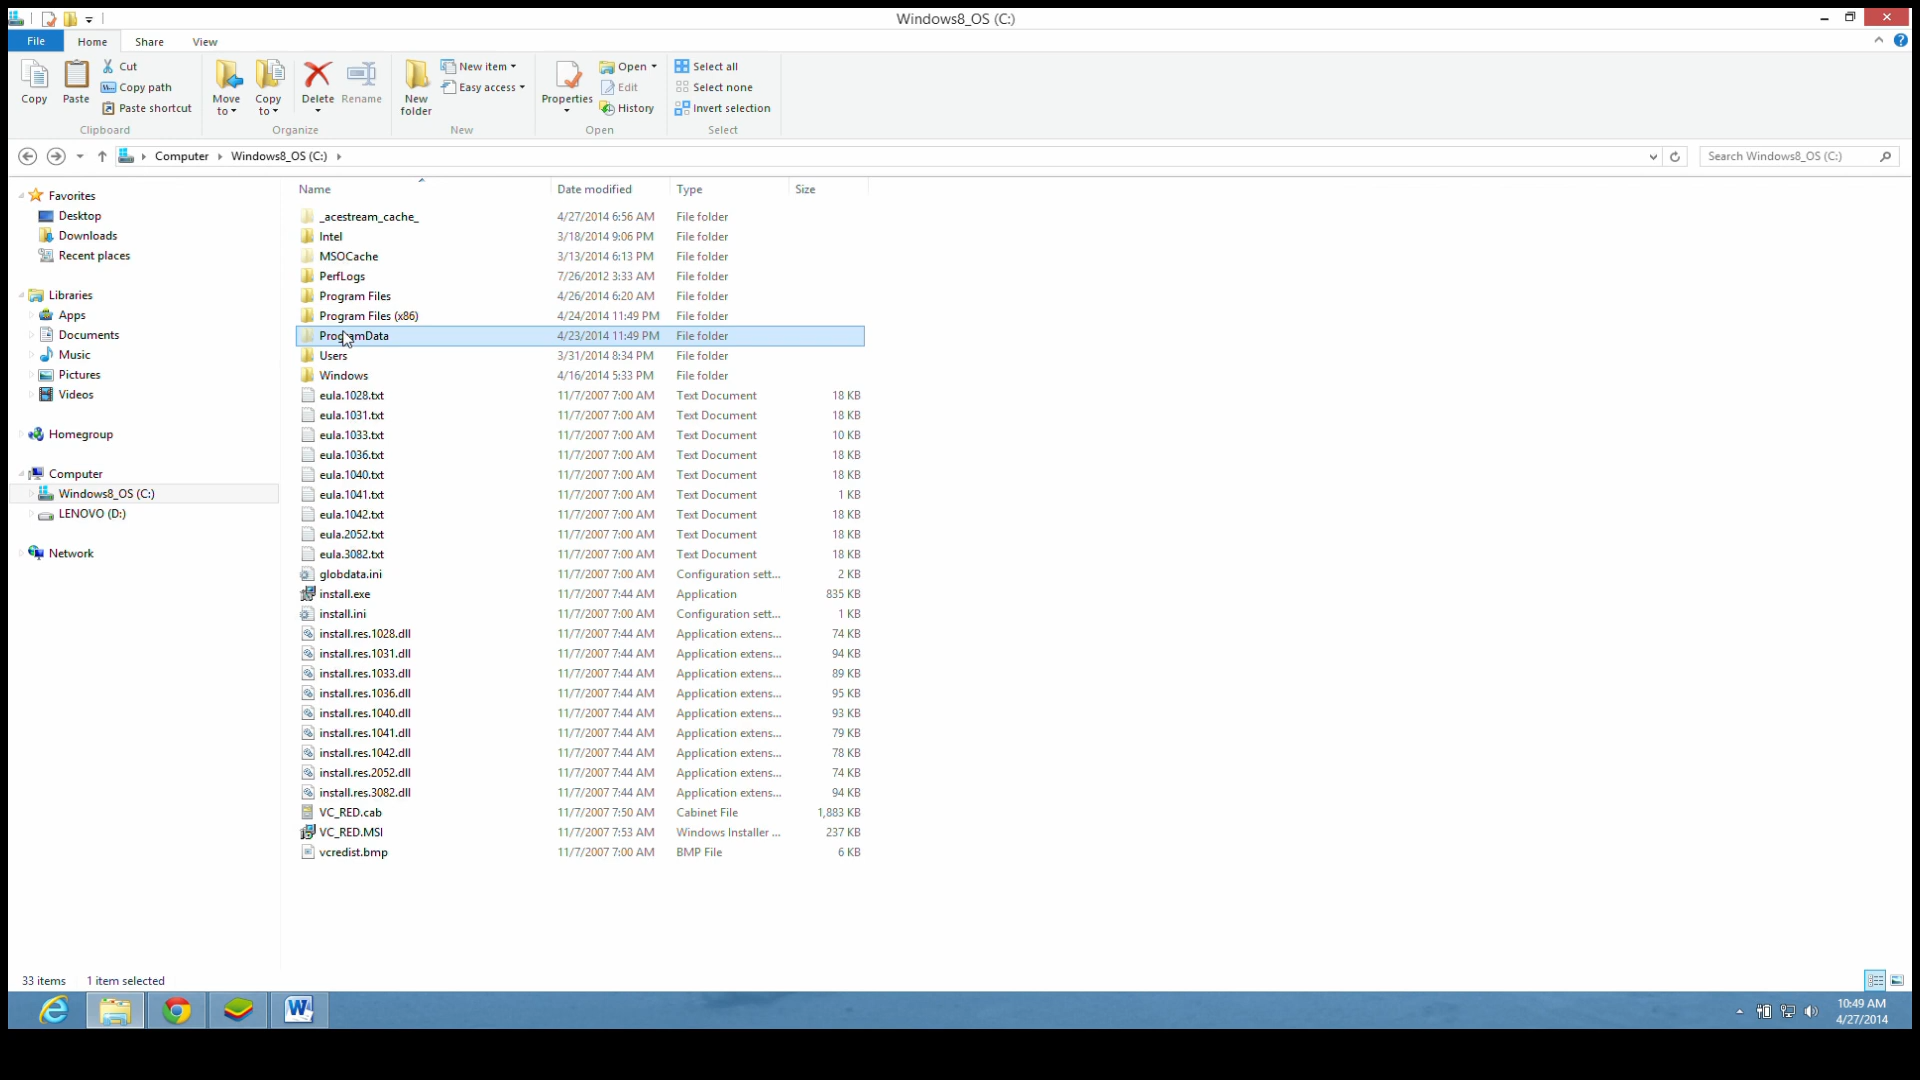 Windows8_OS (C:)
File Home Share View
Copy
Paste
Cut
Copy path
Paste shortcut
Clipboard
Move to
Copy to
Delete
Rename
Organize
New folder
New item
Easy access
New
Properties
Open
Edit
History
Open
Select all
Select none
Invert selection
Select
Computer Windows8_OS (C:)
Search Windows8_OS (C:)
Favorites
Desktop
Downloads
Recent places
Libraries
Apps
Documents
Music
Pictures
Videos
Homegroup
Computer
Windows8_OS (C:)
LENOVO (D:)
Network
Name Date modified Type Size
_acestream_cache_ 4/27/2014 6:56 AM File folder
Intel 3/18/2014 9:06 PM File folder
MSOCache 3/13/2014 6:13 PM File folder
PerfLogs 7/26/2012 3:33 AM File folder
Program Files 4/26/2014 6:20 AM File folder
Program Files (x86) 4/24/2014 11:49 PM File folder
ProgramData 4/23/2014 11:49 PM File folder
Users 3/31/2014 8:34 PM File folder
Windows 4/16/2014 5:33 PM File folder
eula.1028.txt 11/7/2007 7:00 AM Text Document 18 KB
eula.1031.txt 11/7/2007 7:00 AM Text Document 18 KB
eula.1033.txt 11/7/2007 7:00 AM Text Document 10 KB
eula.1036.txt 11/7/2007 7:00 AM Text Document 18 KB
eula.1040.txt 11/7/2007 7:00 AM Text Document 18 KB
eula.1041.txt 11/7/2007 7:00 AM Text Document 1 KB
eula.1042.txt 11/7/2007 7:00 AM Text Document 18 KB
eula.2052.txt 11/7/2007 7:00 AM Text Document 18 KB
eula.3082.txt 11/7/2007 7:00 AM Text Document 18 KB
globdata.ini 11/7/2007 7:00 AM Configuration sett... 2 KB
install.exe 11/7/2007 7:44 AM Application 835 KB
install.ini 11/7/2007 7:00 AM Configuration sett... 1 KB
install.res.1028.dll 11/7/2007 7:44 AM Application extens... 74 KB
install.res.1031.dll 11/7/2007 7:44 AM Application extens... 94 KB
install.res.1033.dll 11/7/2007 7:44 AM Application extens... 89 KB
install.res.1036.dll 11/7/2007 7:44 AM Application extens... 95 KB
install.res.1040.dll 11/7/2007 7:44 AM Application extens... 93 KB
install.res.1041.dll 11/7/2007 7:44 AM Application extens... 79 KB
install.res.1042.dll 11/7/2007 7:44 AM Application extens... 78 KB
install.res.2052.dll 11/7/2007 7:44 AM Application extens... 74 KB
install.res.3082.dll 11/7/2007 7:44 AM Application extens... 94 KB
VC_RED.cab 11/7/2007 7:50 AM Cabinet File 1,883 KB
VC_RED.MSI 11/7/2007 7:53 AM Windows Installer ... 237 KB
vcredist.bmp 11/7/2007 7:00 AM BMP File 6 KB
33 items 1 item selected
10:49 AM
4/27/2014